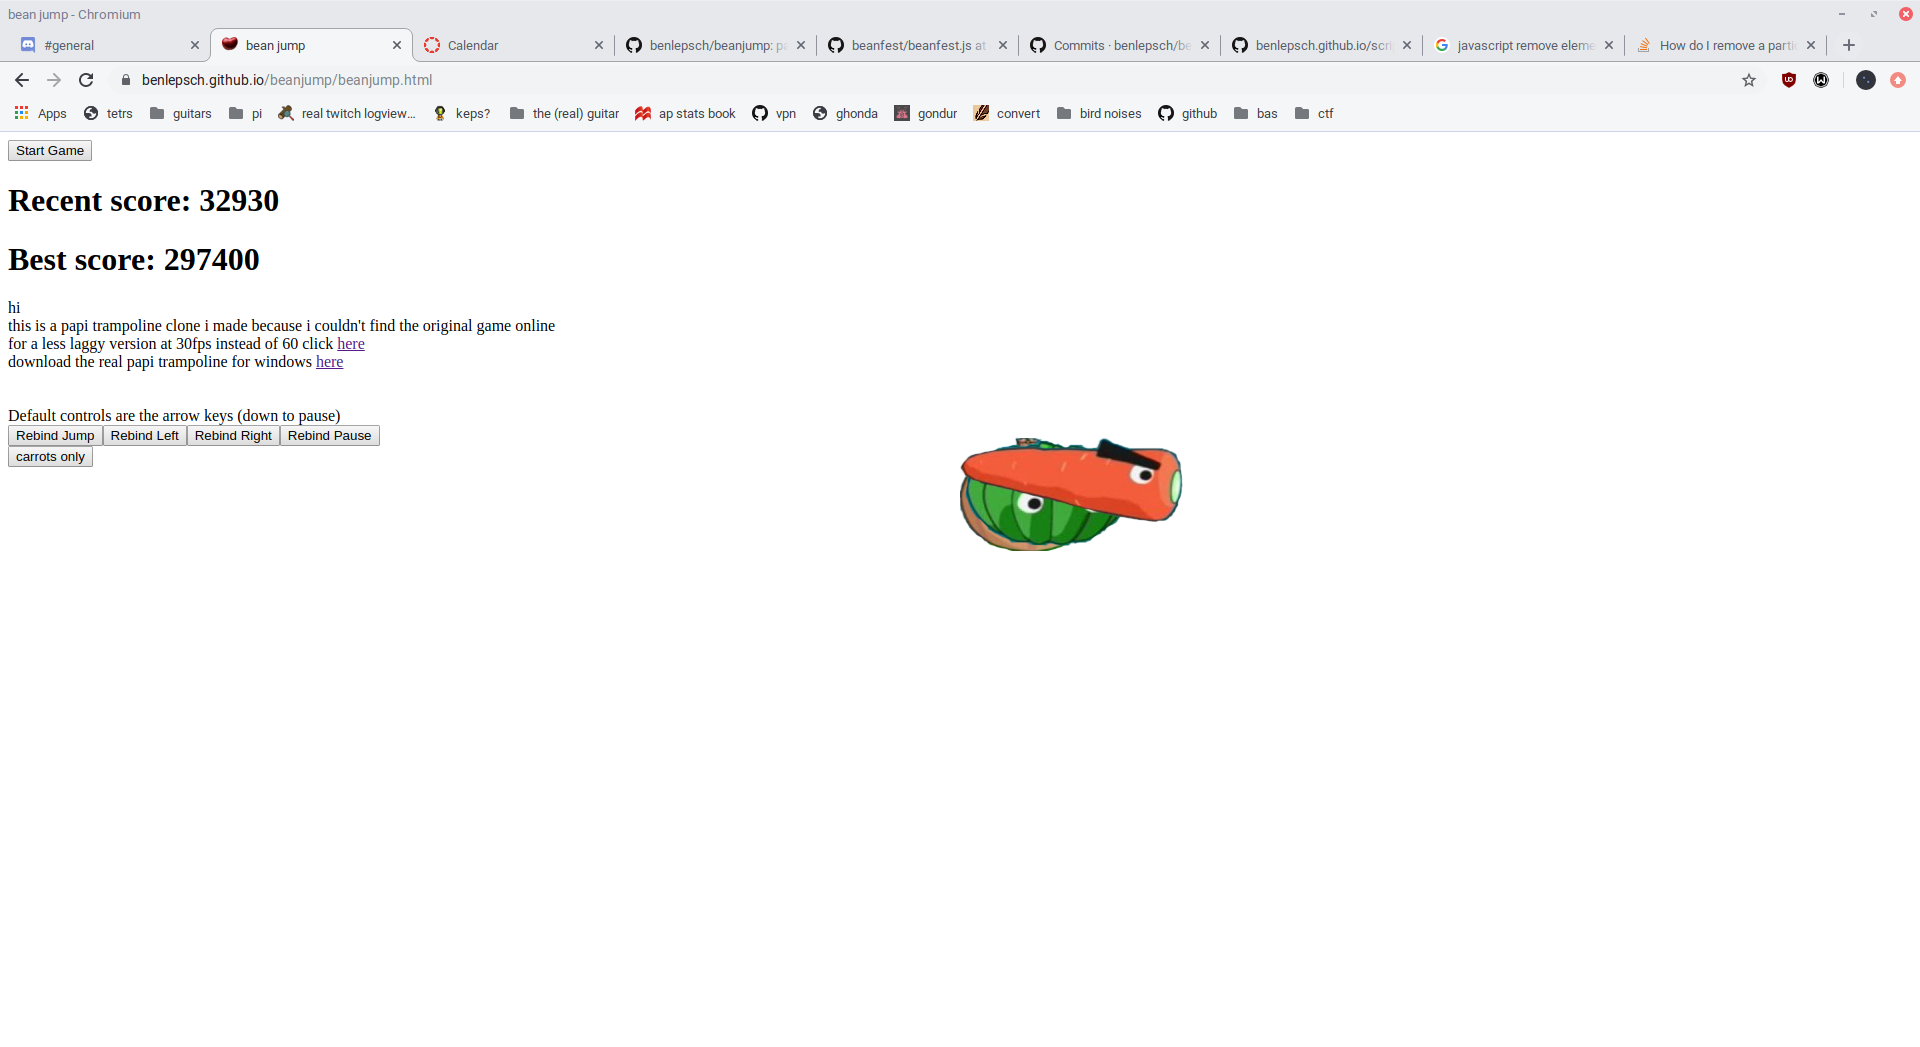 bean jump - Chromium
#general
bean jump
Calendar
benlepsch/beanjump: pa
beanfest/beanfest.js at
Commits · benlepsch/be
benlepsch.github.io/scri
javascript remove eleme
How do I remove a parti
benlepsch.github.io/beanjump/beanjump.html
Apps
tetrs
guitars
pi
real twitch logview...
keps?
the (real) guitar
ap stats book
vpn
ghonda
gondur
convert
bird noises
github
bas
ctf
Start Game
Recent score: 32930
Best score: 297400
hi
this is a papi trampoline clone i made because i couldn't find the original game online
for a less laggy version at 30fps instead of 60 click here
download the real papi trampoline for windows here
Default controls are the arrow keys (down to pause)
Rebind Jump Rebind Left Rebind Right Rebind Pause
carrots only